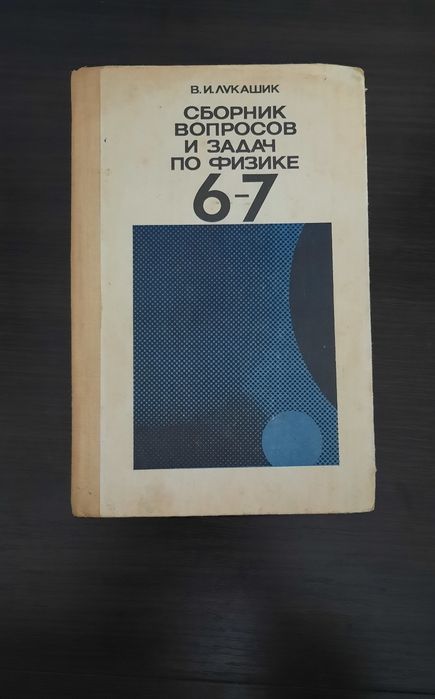 В. И. ЛУКАШИК
СБОРНИК
ВОПРОСОВ
И ЗАДАЧ
ПО ФИЗИКЕ
6-7